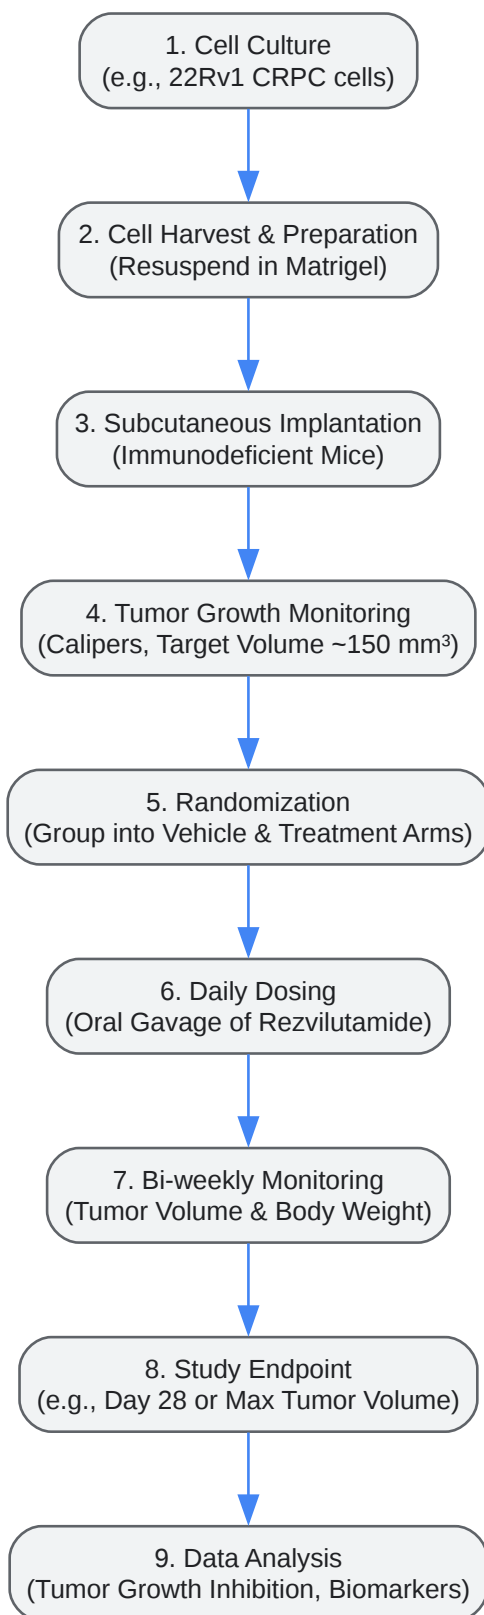 1. Cell Culture
(e.g., 22Rv1 CRPC cells)
2. Cell Harvest & Preparation
(Resuspend in Matrigel)
3. Subcutaneous Implantation
(Immunodeficient Mice)
4. Tumor Growth Monitoring
(Calipers, Target Volume ~150 mm³)
5. Randomization
(Group into Vehicle & Treatment Arms)
6. Daily Dosing
(Oral Gavage of Rezvilutamide)
7. Bi-weekly Monitoring
(Tumor Volume & Body Weight)
8. Study Endpoint
(e.g., Day 28 or Max Tumor Volume)
9. Data Analysis
(Tumor Growth Inhibition, Biomarkers)